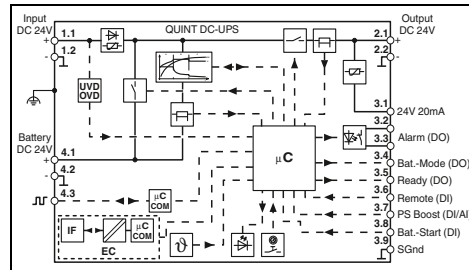 Input
DC 24V
1.1
+
1.2
-
QUINT DC-UPS
2.1
+
2.2
-
Output
DC 24V
UVD
OVD
3.1
24V 20mA
3.2
3.3
Alarm (DO)
Battery
DC 24V
4.1
+
4.2
-
4.3
µC
3.4
Bat.-Mode (DO)
3.5
Ready (DO)
3.6
Remote (DI)
3.7
PS Boost (DI/AI)
3.8
Bat.-Start (DI)
3.9
SGnd
µC
COM
IF
µC
COM
EC
ϑ